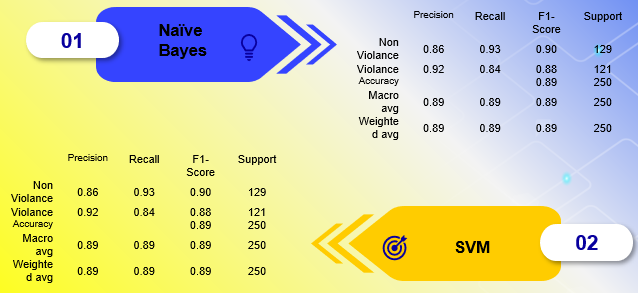 01
Naïve
Bayes
Precision Recall F1-
Score Support
Non
Violance 0.86 0.93 0.90 129
Violance 0.92 0.84 0.88 121
Accuracy 0.89 250
Macro
avg 0.89 0.89 0.89 250
Weighte
d avg 0.89 0.89 0.89 250
Precision Recall F1-
Score Support
Non
Violance 0.86 0.93 0.90 129
Violance 0.92 0.84 0.88 121
Accuracy 0.89 250
Macro
avg 0.89 0.89 0.89 250
Weighte
d avg 0.89 0.89 0.89 250
SVM
02